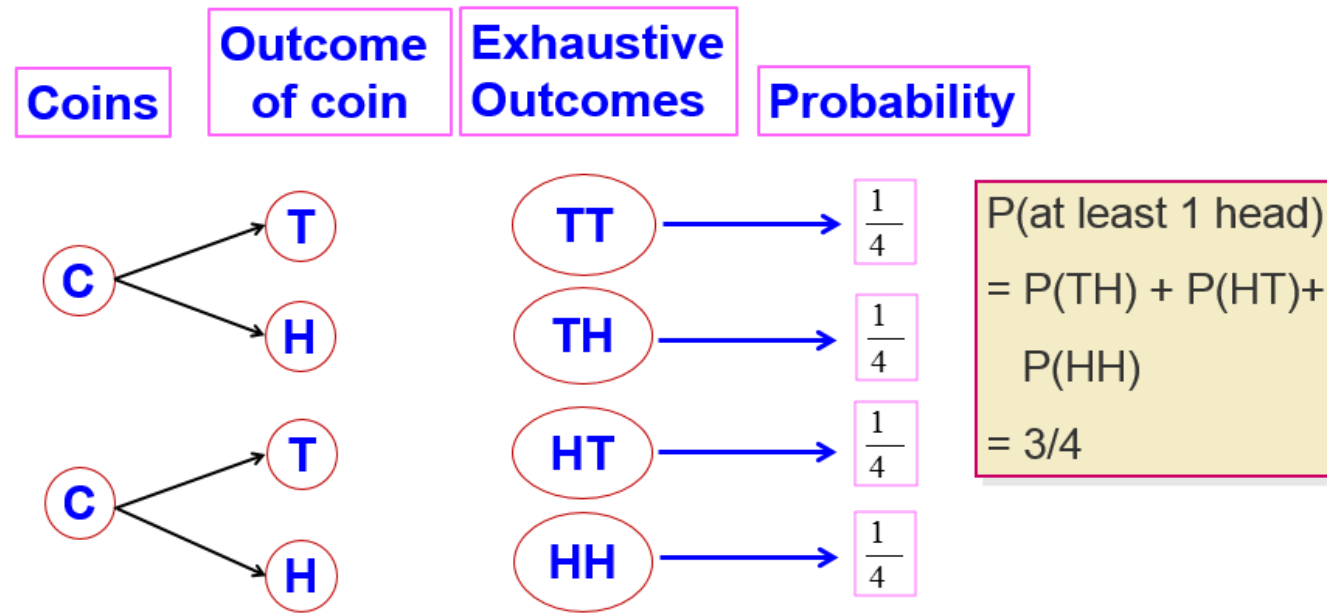 Coins
Outcome
of coin
Exhaustive
Outcomes
Probability
C
T
H
C
T
H
TT
1
4
TH
1
4
HT
1
4
HH
1
4
P(at least 1 head)
= P(TH) + P(HT)+
P(HH)
= 3/4